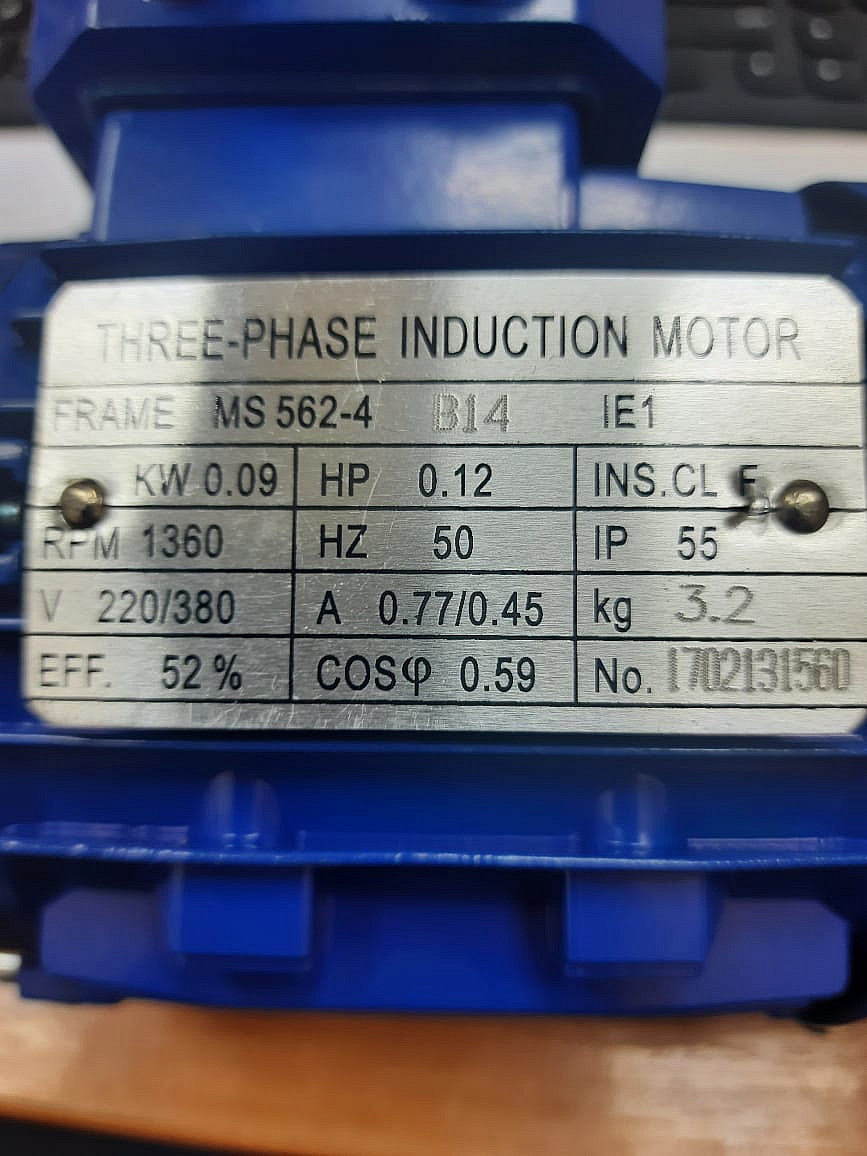 THREE-PHASE INDUCTION MOTOR
FRAME MS 562-4 B14 IE1
KW 0.09 HP 0.12 INS.CL F
RPM 1360 HZ 50 IP 55
V 220/380 A 0.77/0.45 kg 3.2
EFF. 52 % COSφ 0.59 No. 1702131560